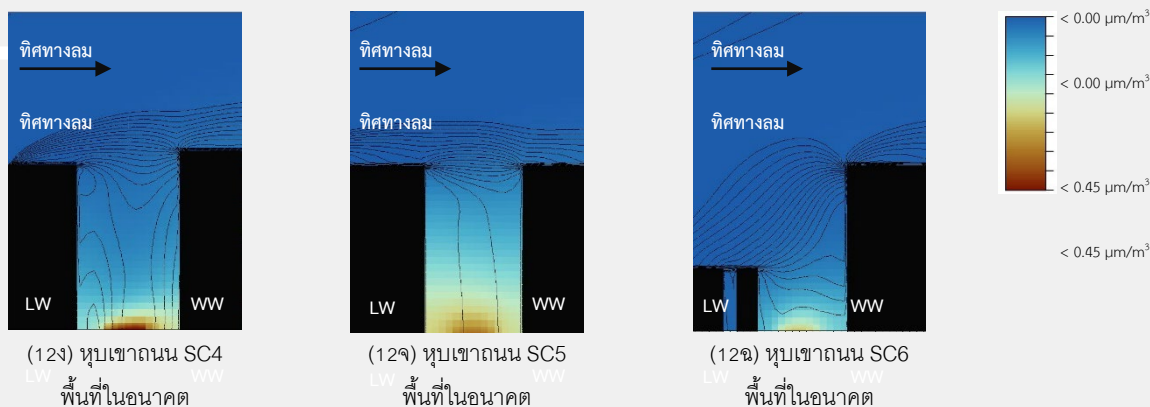 ทิศทางลม
ทิศทางลม
LW
WW
(12ง) หุบเขาถนน SC4
LW
WW
พื้นที่ในอนาคต
ทิศทางลม
ทิศทางลม
LW
WW
(12จ) หุบเขาถนน SC5
LW
WW
พื้นที่ในอนาคต
ทิศทางลม
ทิศทางลม
LW
WW
(12ฉ) หุบเขาถนน SC6
LW
WW
พื้นที่ในอนาคต
< 0.00 µm/m³
< 0.00 µm/m³
< 0.45 µm/m³
< 0.45 µm/m³